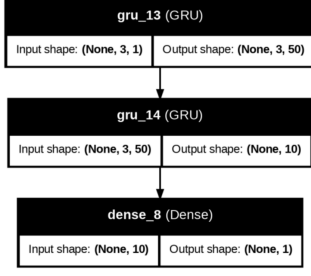 gru_13 (GRU)
Input shape: (None, 3, 1) Output shape: (None, 3, 50)
gru_14 (GRU)
Input shape: (None, 3, 50) Output shape: (None, 10)
dense_8 (Dense)
Input shape: (None, 10) Output shape: (None, 1)